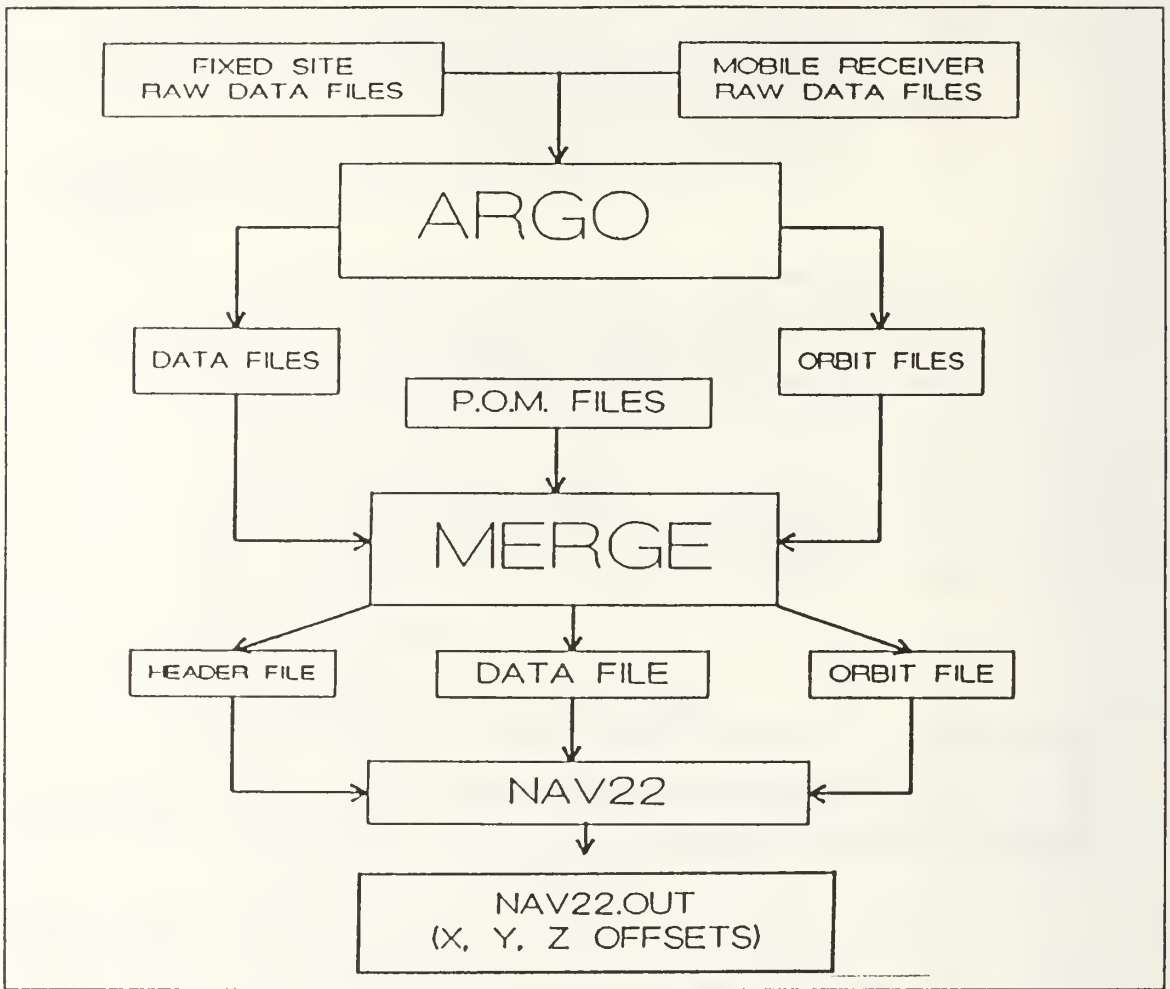 FIXED SITE
RAW DATA FILES
MOBILE RECEIVER
RAW DATA FILES
ARGO
DATA FILES
ORBIT FILES
P.O.M. FILES
MERGE
HEADER FILE
DATA FILE
ORBIT FILE
NAV22
NAV22.OUT
(X, Y, Z OFFSETS)